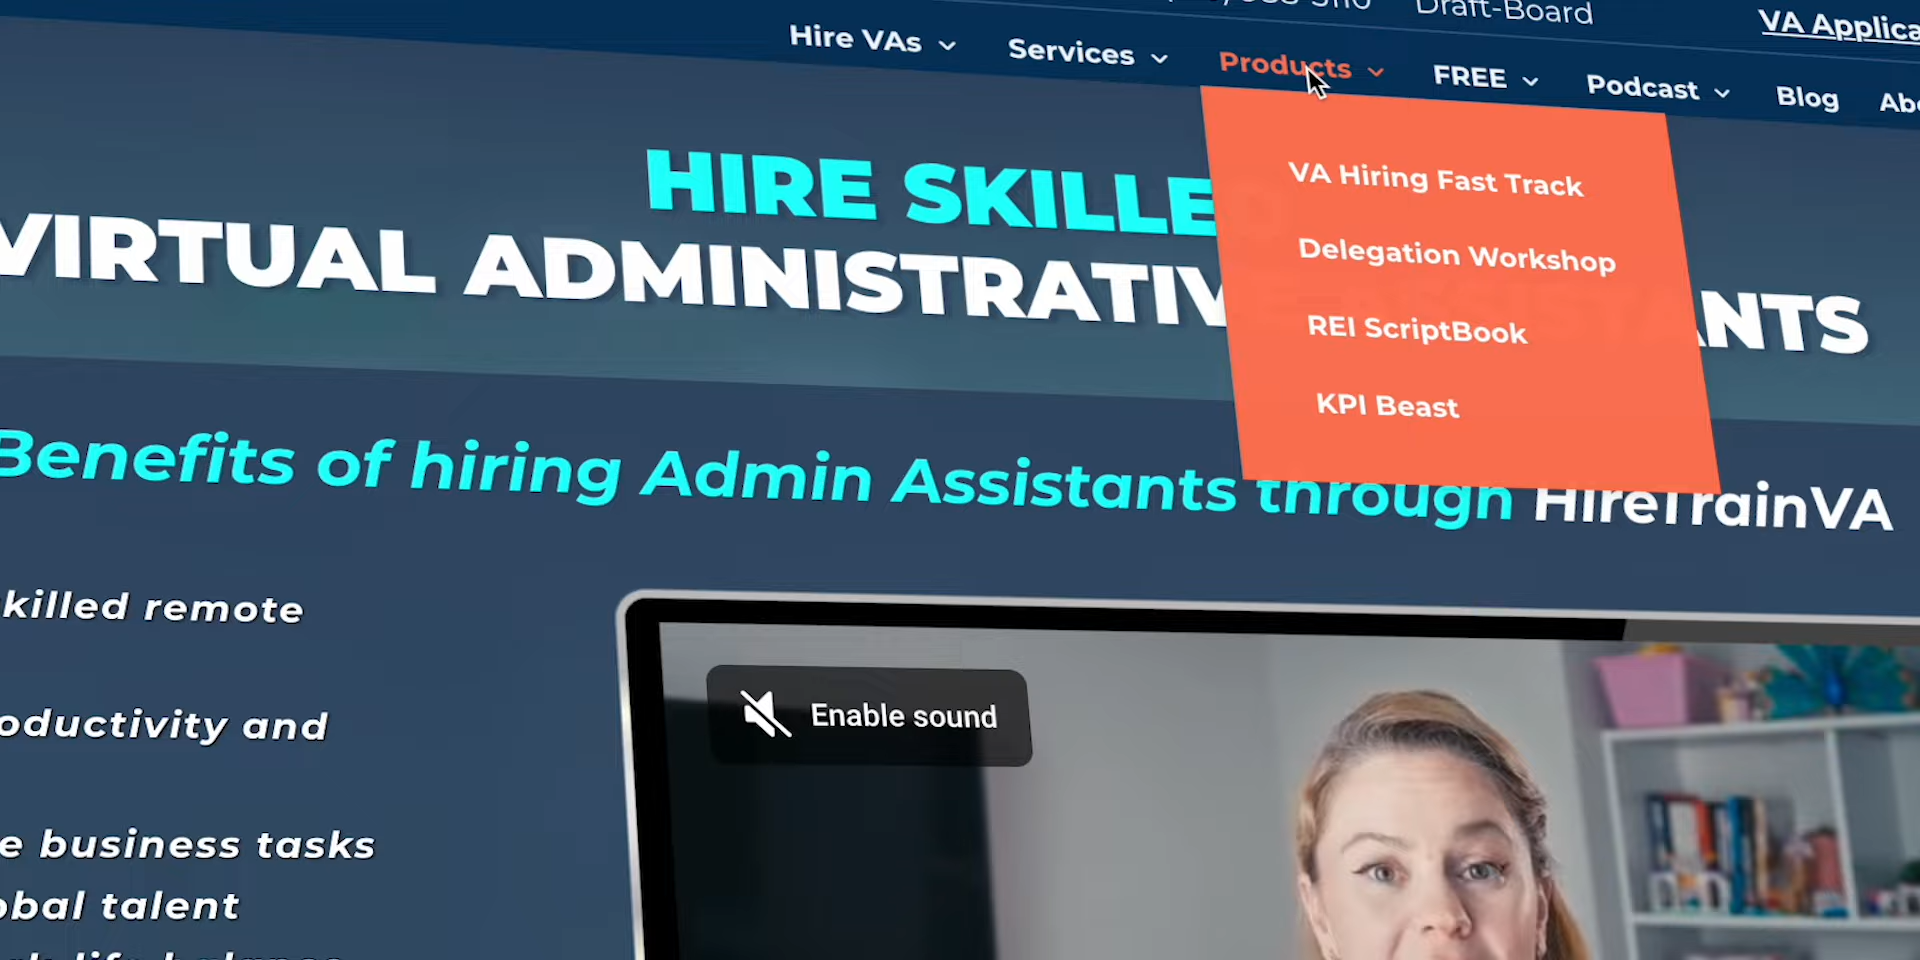 Draft-Board
VA Applica
Hire VAs
Services
Products
FREE
Podcast
Blog
Abo
HIRE SKILLE
VIRTUAL ADMINISTRATIV
ANTS
VA Hiring Fast Track
Delegation Workshop
REI ScriptBook
KPI Beast
Benefits of hiring Admin Assistants through HireTrainVA
killed remote
oductivity and
e business tasks
obal talent
Enable sound